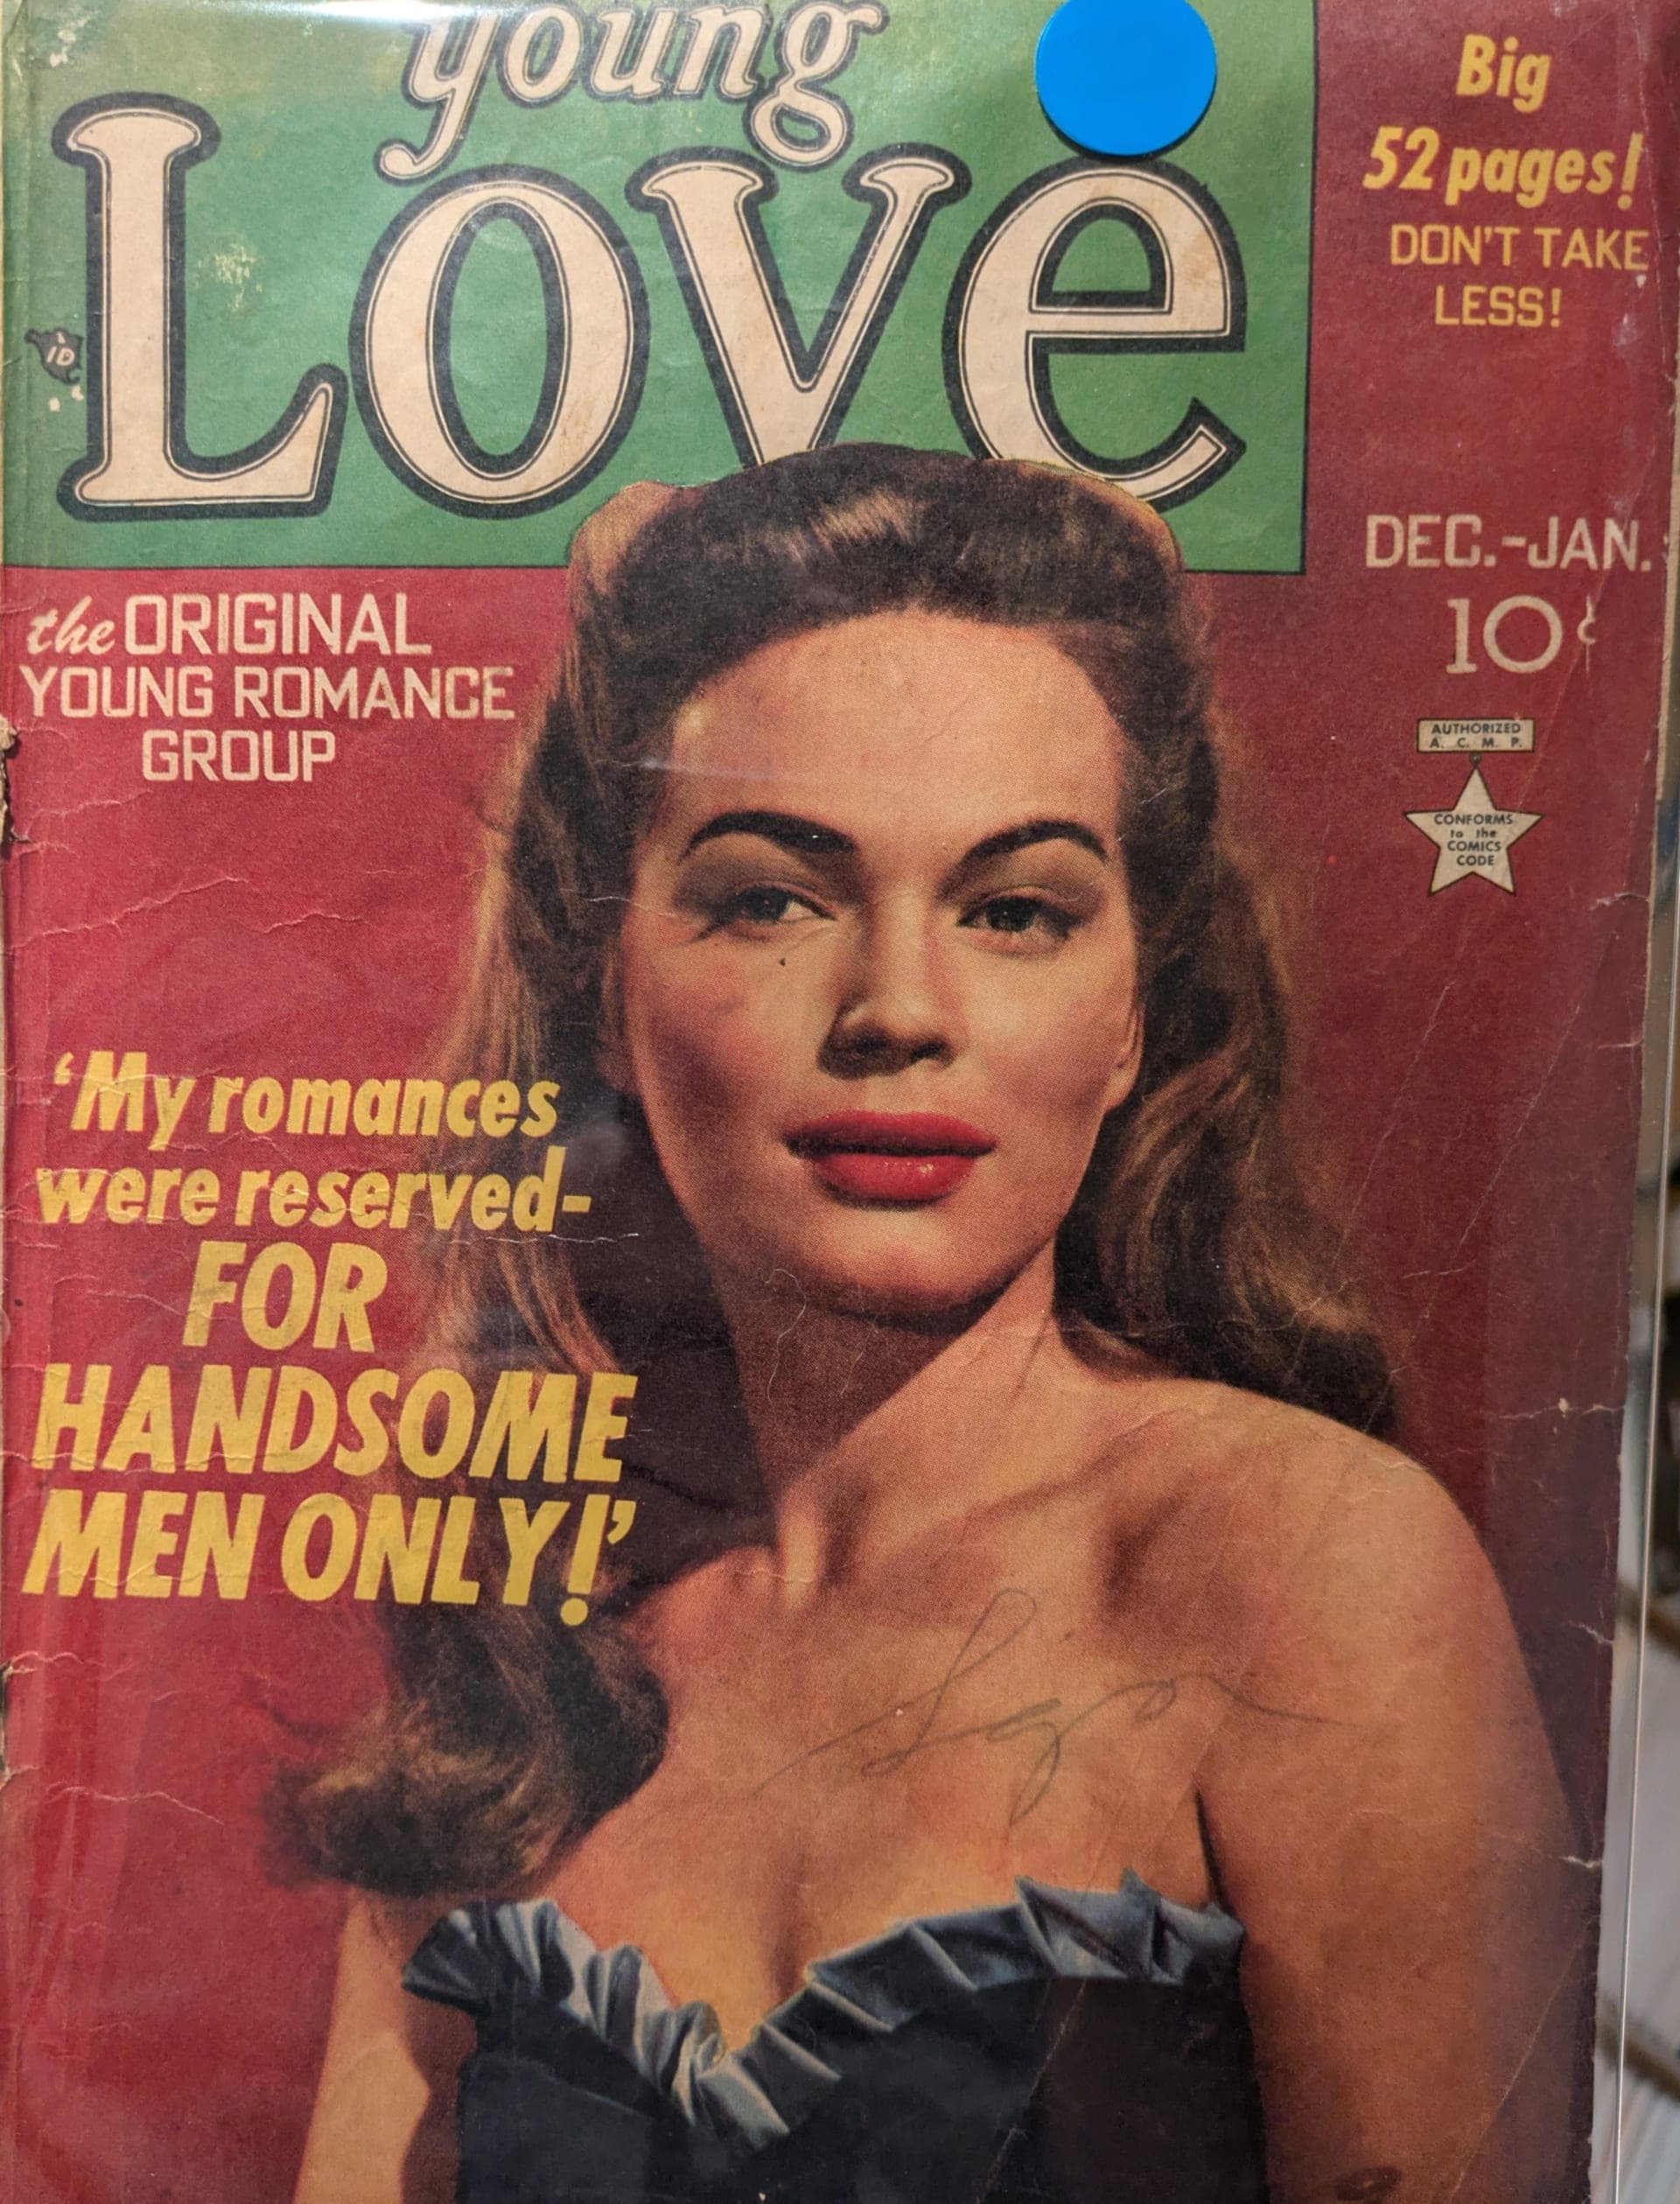 young
Love
Big
52 pages!
DON'T TAKE
LESS!
DEC.-JAN.
10¢
AUTHORIZED
A. C. M. P.
CONFORMS
to the
COMICS
CODE
the ORIGINAL
YOUNG ROMANCE
GROUP
'My romances
were reserved-
FOR
HANDSOME
MEN ONLY!'